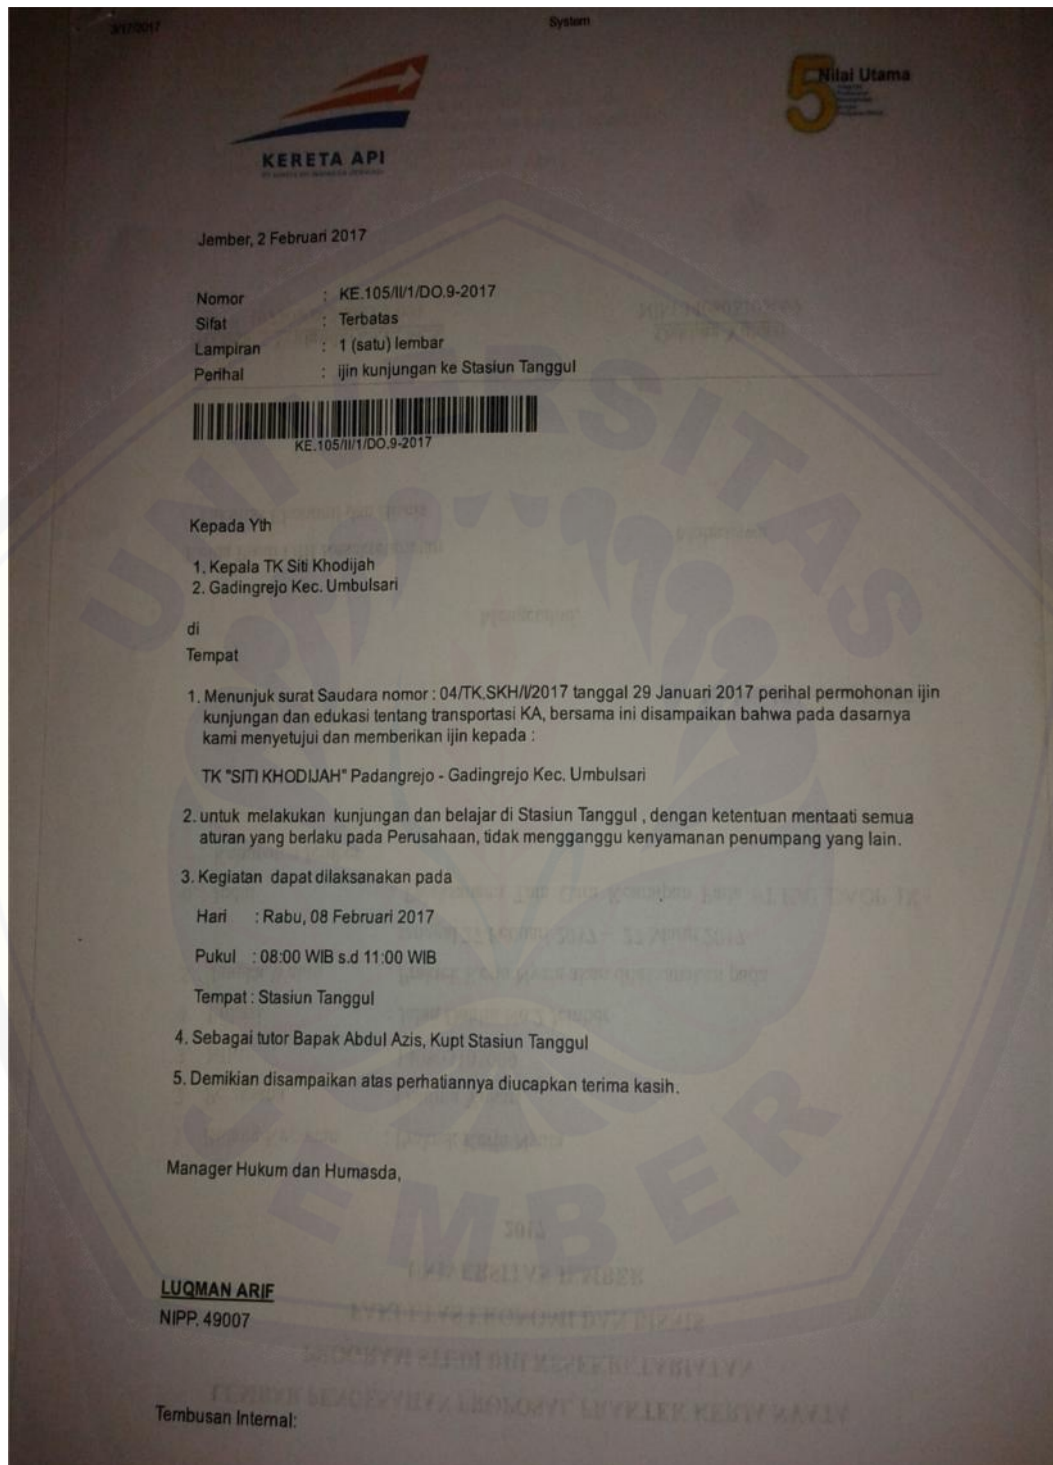 3/17/2017
System
KERETA API
5 Nilai Utama
Jember, 2 Februari 2017
Nomor : KE.105/II/1/DO.9-2017
Sifat : Terbatas
Lampiran : 1 (satu) lembar
Perihal : ijin kunjungan ke Stasiun Tanggul
KE.105/II/1/DO.9-2017
Kepada Yth
1. Kepala TK Siti Khodijah
2. Gadingrejo Kec. Umbulsari
di
Tempat
1. Menunjuk surat Saudara nomor : 04/TK.SKH/I/2017 tanggal 29 Januari 2017 perihal permohonan ijin
kunjungan dan edukasi tentang transportasi KA, bersama ini disampaikan bahwa pada dasarnya
kami menyetujui dan memberikan ijin kepada :
TK "SITI KHODIJAH" Padangrejo - Gadingrejo Kec. Umbulsari
2. untuk melakukan kunjungan dan belajar di Stasiun Tanggul , dengan ketentuan mentaati semua
aturan yang berlaku pada Perusahaan, tidak mengganggu kenyamanan penumpang yang lain.
3. Kegiatan dapat dilaksanakan pada
Hari : Rabu, 08 Februari 2017
Pukul : 08:00 WIB s.d 11:00 WIB
Tempat : Stasiun Tanggul
4. Sebagai tutor Bapak Abdul Azis, Kupt Stasiun Tanggul
5. Demikian disampaikan atas perhatiannya diucapkan terima kasih.
Manager Hukum dan Humasda,
LUQMAN ARIF
NIPP. 49007
Tembusan Internal:
UNIVERSITAS JEMBER